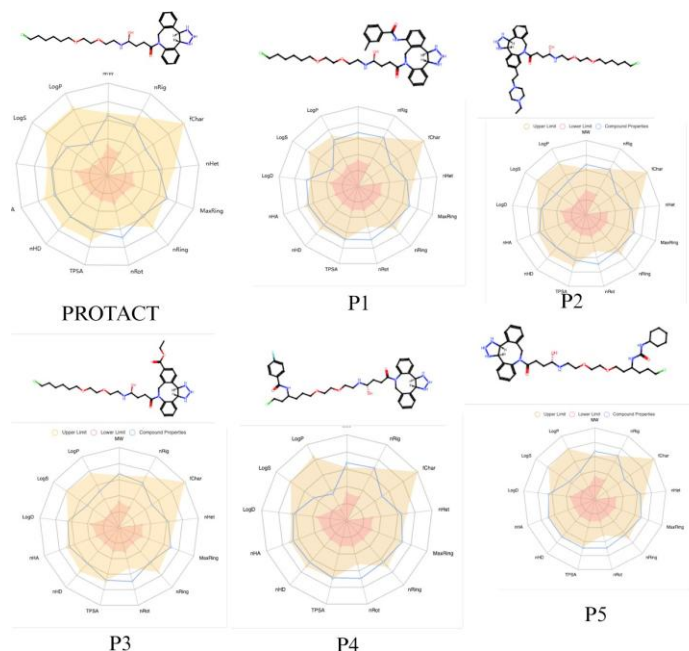 nRig
LogP
fChar
LogS
nHet
A
MaxRing
nHD
nRing
TPSA
nRot
PROTACT
LogP
nRig
LogS
fChar
LogD
nHet
nHA
MaxRing
nHD
nRing
TPSA
nRot
P1
Upper Limit Lower Limit Compound Properties
MW
LogP
nRig
LogS
fChar
LogD
nHet
nHA
MaxRing
nHD
nRing
TPSA
nRot
P2
Upper Limit Lower Limit Compound Properties
MW
LogP
nRig
LogS
fChar
LogD
nHet
nHA
MaxRing
nHD
nRing
TPSA
nRot
P3
LogP
nRig
LogS
fChar
LogD
nHet
nHA
MaxRing
nHD
nRing
TPSA
nRot
P4
Upper Limit Lower Limit Compound Properties
MW
LogP
nRig
LogS
fChar
LogD
nHet
nHA
MaxRing
nHD
nRing
TPSA
nRot
P5